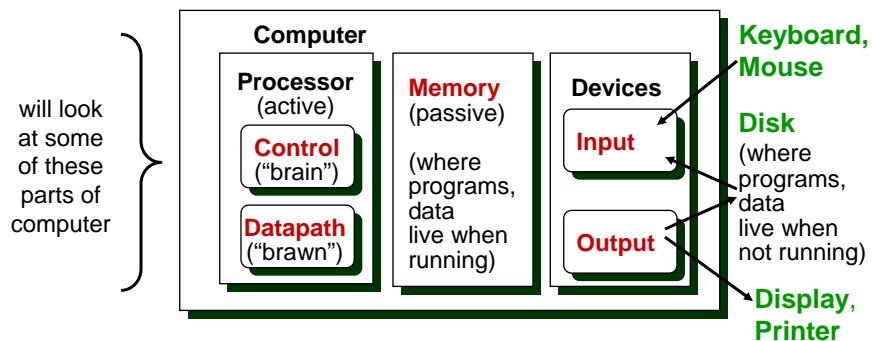 will look
at some
of these
parts of
computer
Computer
Processor
(active)
Control
(“brain”)
Datapath
(“brawn”)
Memory
(passive)
(where
programs,
data
live when
running)
Devices
Input
Output
Keyboard,
Mouse
Disk
(where
programs,
data
live when
not running)
Display,
Printer